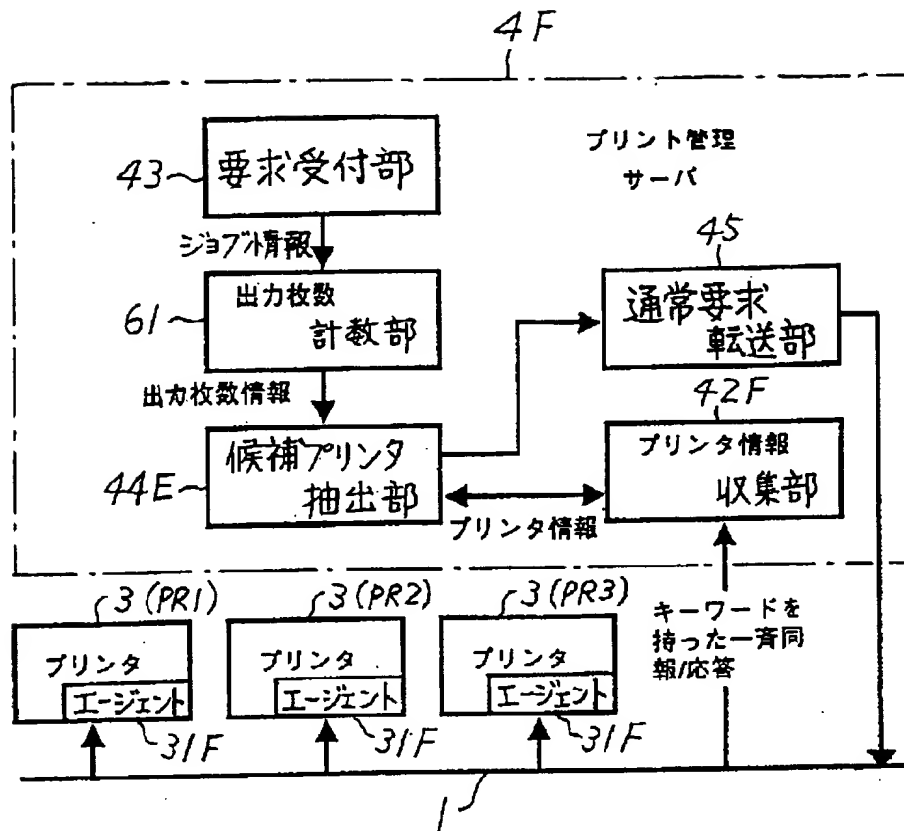 4F
プリント管理
サーバ
43
要求受付部
ジョブ情報
61
出力枚数
計数部
出力枚数情報
44E
候補プリンタ
抽出部
45
通常要求
転送部
42F
プリンタ情報
収集部
プリンタ情報
キーワードを
持った一斉同
報/応答
3(PR1)
プリンタ
エージェント
31F
3(PR2)
プリンタ
エージェント
31F
3(PR3)
プリンタ
エージェント
31F
1